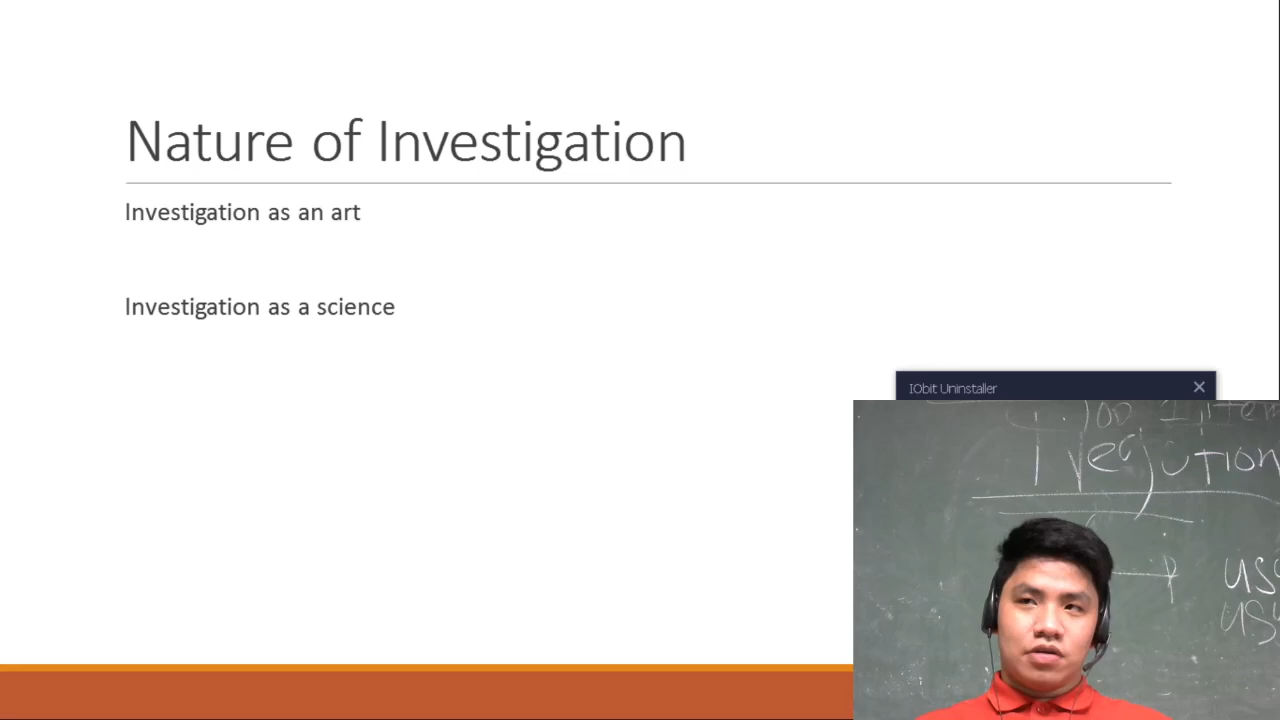 Nature of Investigation
Investigation as an art
Investigation as a science
IObit Uninstaller